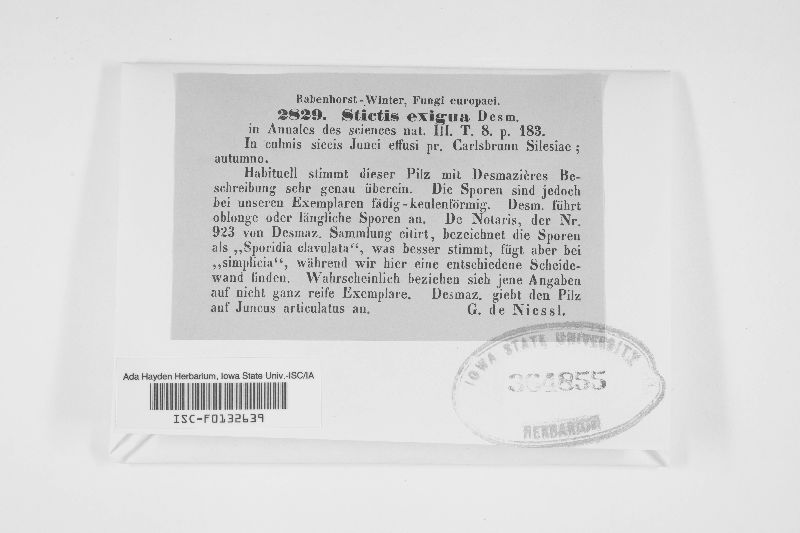 Rabenhorst-Winter, Fungi europaei.
2829. Stictis exigua Desm.
in Annales des sciences nat. III. T. 8. p. 183.
In culmis siccis Junci effusi pr. Carlsbrunn Silesiae;
autumno.
Habituell stimmt dieser Pilz mit Desmazières Be-
schreibung sehr genau überein. Die Sporen sind jedoch
bei unseren Exemplaren fädig-keulenförmig. Desm. führt
oblonge oder längliche Sporen an. De Notaris, der Nr.
923 von Desmaz. Sammlung citirt, bezeichnet die Sporen
als „Sporidia clavulata“, was besser stimmt, fügt aber bei
„simplicia“, während wir hier eine entschiedene Scheide-
wand finden. Wahrscheinlich beziehen sich jene Angaben
auf nicht ganz reife Exemplare. Desmaz. giebt den Pilz
auf Juncus articulatus an. G. de Niessl.
IOWA STATE UNIVERSITY
364855
HERBARIUM
Ada Hayden Herbarium, Iowa State Univ.-ISC/IA
ISC-F0132639